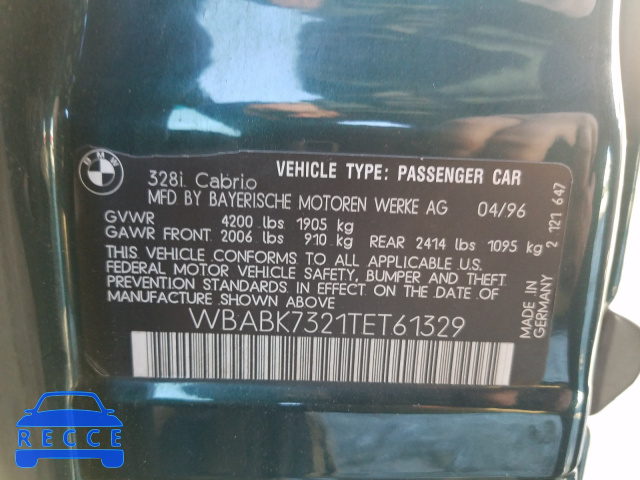 BMW
328i. Cabrio
VEHICLE TYPE: PASSENGER CAR
MFD BY BAYERISCHE MOTOREN WERKE AG 04/96
GVWR 4200 lbs 1905 kg
GAWR FRONT 2006 lbs 910 kg REAR 2414 lbs 1095 kg
THIS VEHICLE CONFORMS TO ALL APPLICABLE U.S.
FEDERAL MOTOR VEHICLE SAFETY, BUMPER AND THEFT
PREVENTION STANDARDS IN EFFECT ON THE DATE OF
MANUFACTURE SHOWN ABOVE
WBABK7321TET61329
2 121 647
MADE IN
GERMANY
RECCE